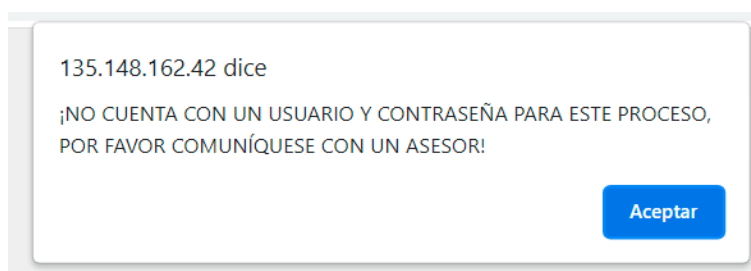 135.148.162.42 dice
¡NO CUENTA CON UN USUARIO Y CONTRASEÑA PARA ESTE PROCESO,
POR FAVOR COMUNÍQUESE CON UN ASESOR!
Aceptar